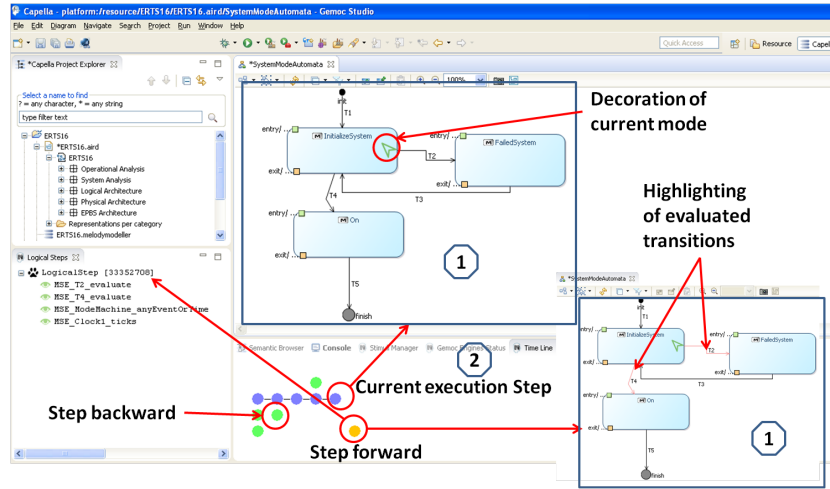 Capella - platform:/resource/ERTS16/ERTS16.aird/SystemModeAutomata - Gemoc Studio
File Edit Diagram Navigate Search Project Run Window Help
Quick Access
Resource
Capel
*Capella Project Explorer
Select a name to find
? = any character, * = any string
type filter text
ERTS16
*ERTS16.aird
ERTS16
Operational Analysis
System Analysis
Logical Architecture
Physical Architecture
EPBS Architecture
Representations per category
ERTS16.melodymodeller
Logical Steps
LogicalStep [33352708]
MSE_T2_evaluate
MSE_T4_evaluate
MSE_ModeMachine_anyEventOrTime
MSE_Clock1_ticks
*SystemModeAutomata
100%
init
T1
entry/ ...
InitializeSystem
exit/ ...
T2
entry/ ...
FailedSystem
exit/ ...
T3
T4
entry/ ...
On
exit/ ...
T5
finish
1
Decoration of
current mode
Highlighting
of evaluated
transitions
Semantic Browser
Console
Stimuli Manager
Gemoc Engines Status
Time Line
2
Current execution Step
Step backward
Step forward
*SystemModeAutomata
init
T1
entry/ ...
InitializeSystem
exit/ ...
T2
entry/ ...
FailedSystem
exit/ ...
T3
T4
entry/ ...
On
exit/ ...
T5
finish
1